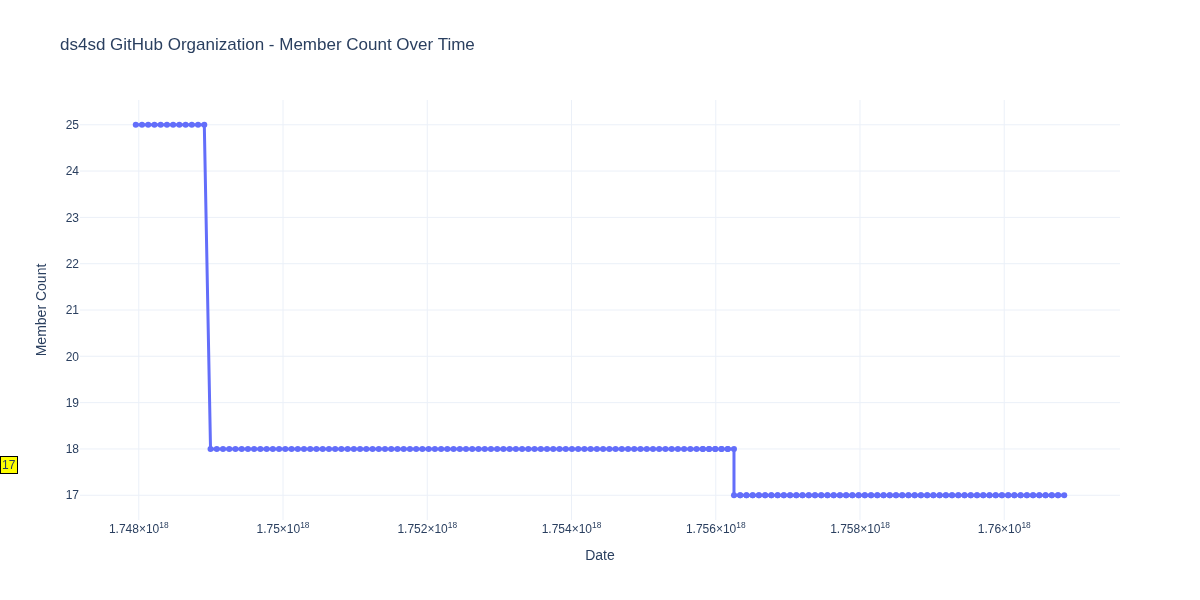 ds4sd GitHub Organization - Member Count Over Time
25
24
23
22
21
20
19
18
17
Member Count
17
1.748×10¹⁸ 1.75×10¹⁸ 1.752×10¹⁸ 1.754×10¹⁸ 1.756×10¹⁸ 1.758×10¹⁸ 1.76×10¹⁸
Date